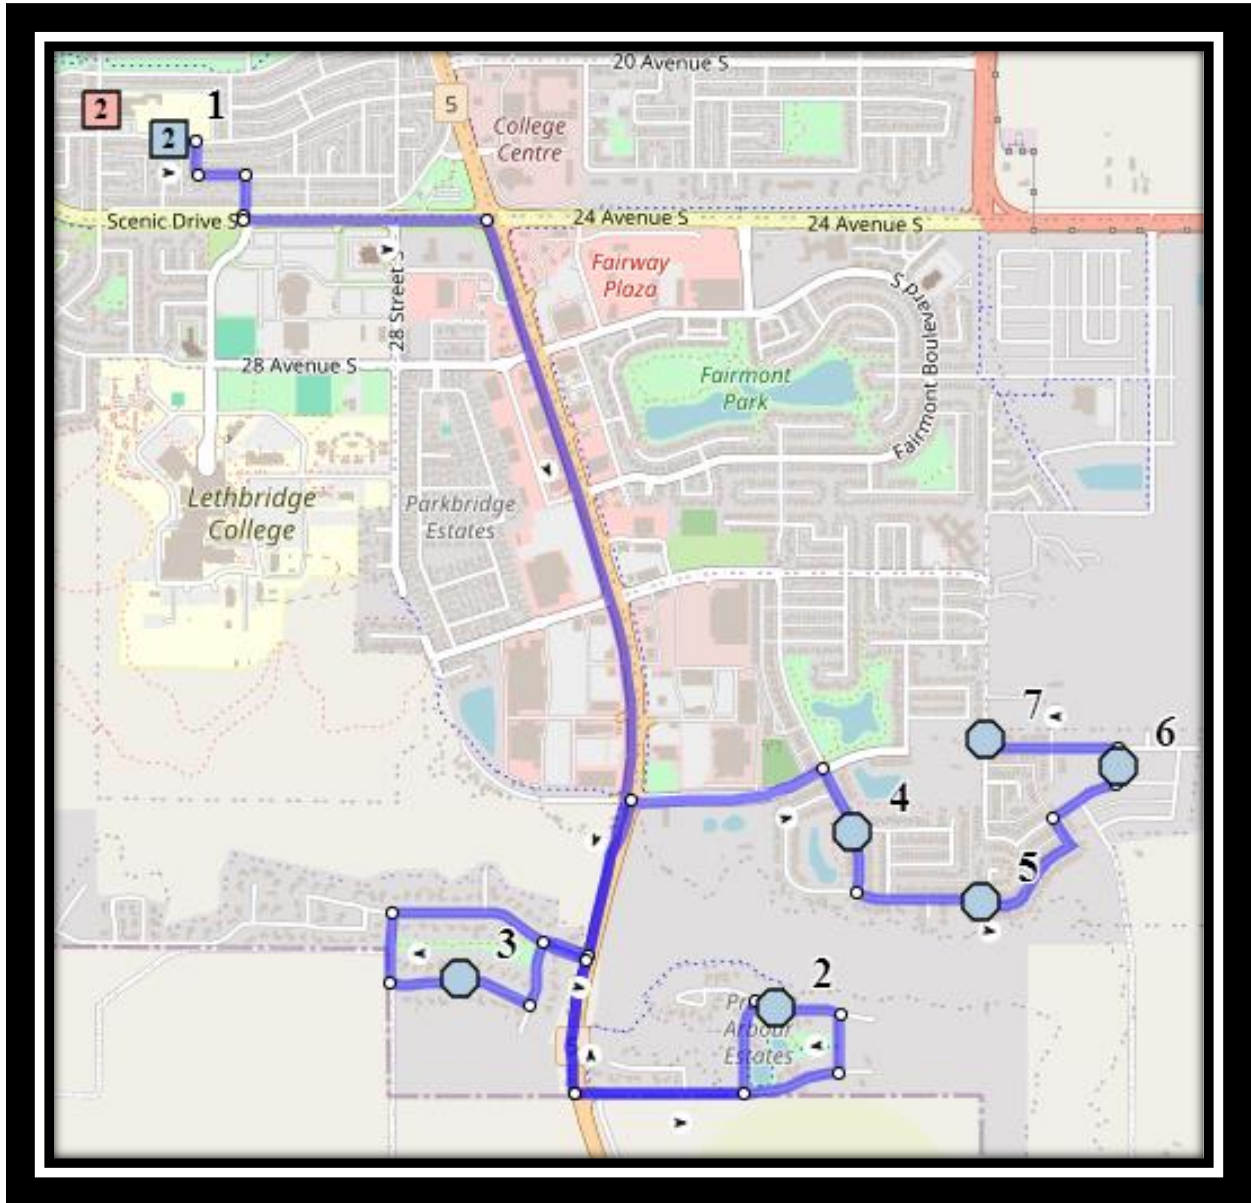 20 Avenue S
2
1
5
College
Centre
2
Scenic Drive S
24 Avenue S
24 Avenue S
Fairway
Plaza
28 Street S
Fairmont Boulevard S
28 Avenue S
Fairmont
Park
Lethbridge
College
Parkbridge
Estates
7
6
4
5
3
2
Arbour
Estates